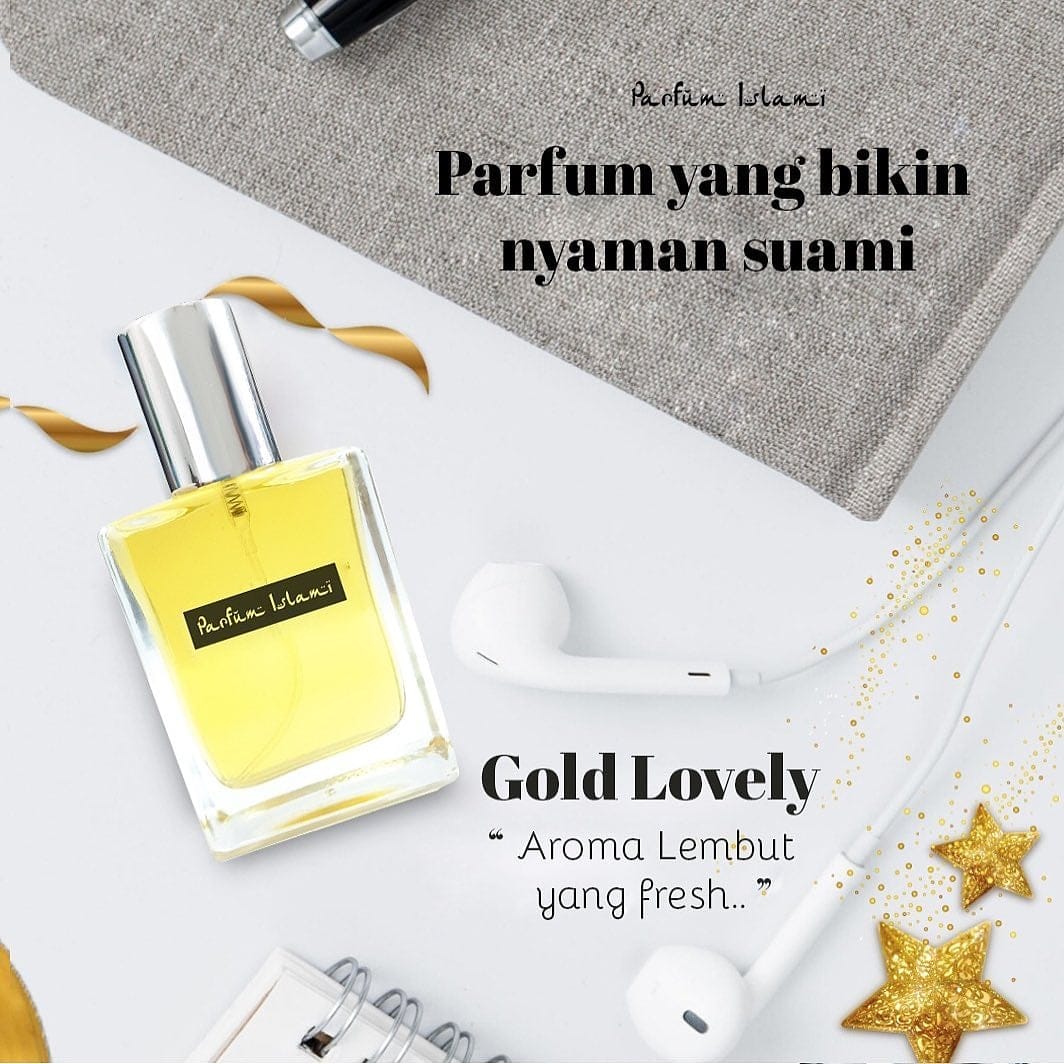 Parfum Islami
Parfum yang bikin
nyaman suami
Parfum Islami
Gold Lovely
“ Aroma Lembut
yang fresh.. ”